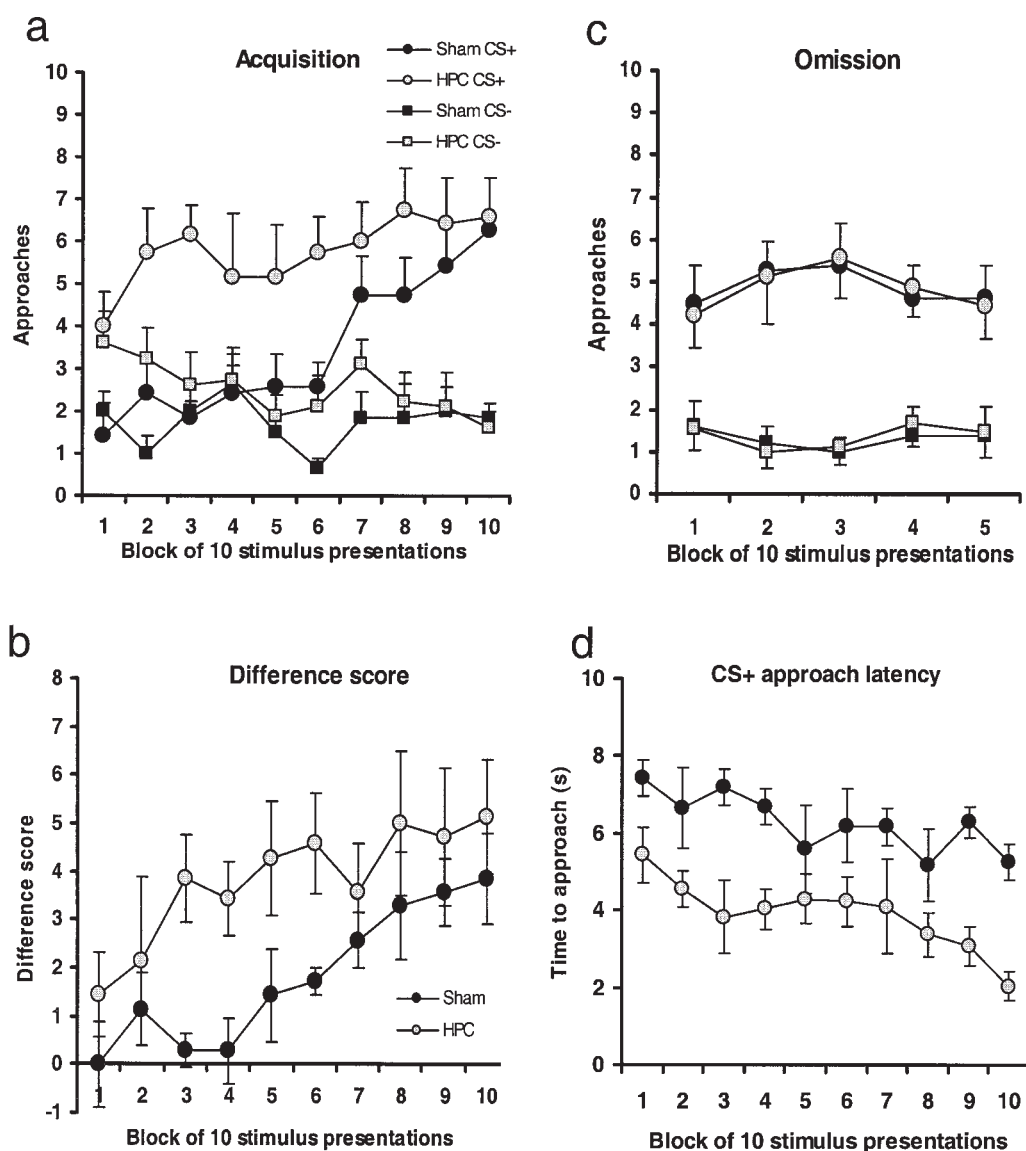 a
Acquisition
Sham CS+
HPC CS+
Sham CS-
HPC CS-
10
9
8
7
6
5
4
3
2
1
0
Approaches
1 2 3 4 5 6 7 8 9 10
Block of 10 stimulus presentations
c
Omission
10
9
8
7
6
5
4
3
2
1
0
Approaches
1 2 3 4 5
Block of 10 stimulus presentations
b
Difference score
8
7
6
5
4
3
2
1
0
-1
Difference score
Sham
HPC
1 2 3 4 5 6 7 8 9 10
Block of 10 stimulus presentations
d
CS+ approach latency
10
8
6
4
2
0
Time to approach (s)
1 2 3 4 5 6 7 8 9 10
Block of 10 stimulus presentations